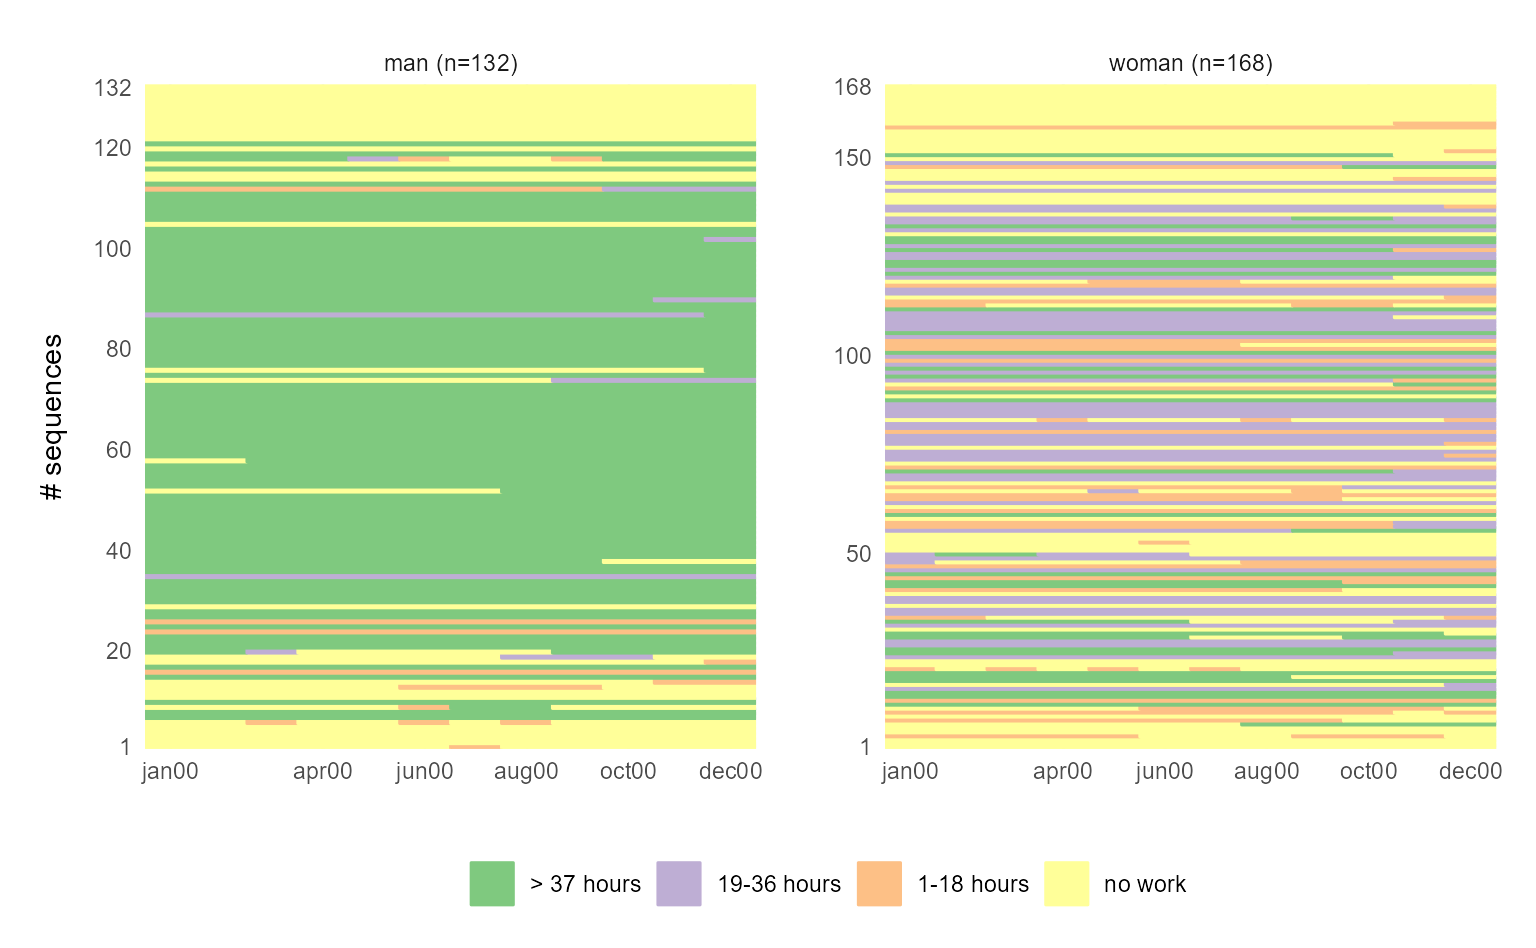 man (n=132)
woman (n=168)
# sequences
132
120
100
80
60
40
20
1
168
150
100
50
1
jan00 apr00 jun00 aug00 oct00 dec00
jan00 apr00 jun00 aug00 oct00 dec00
> 37 hours 19-36 hours 1-18 hours no work